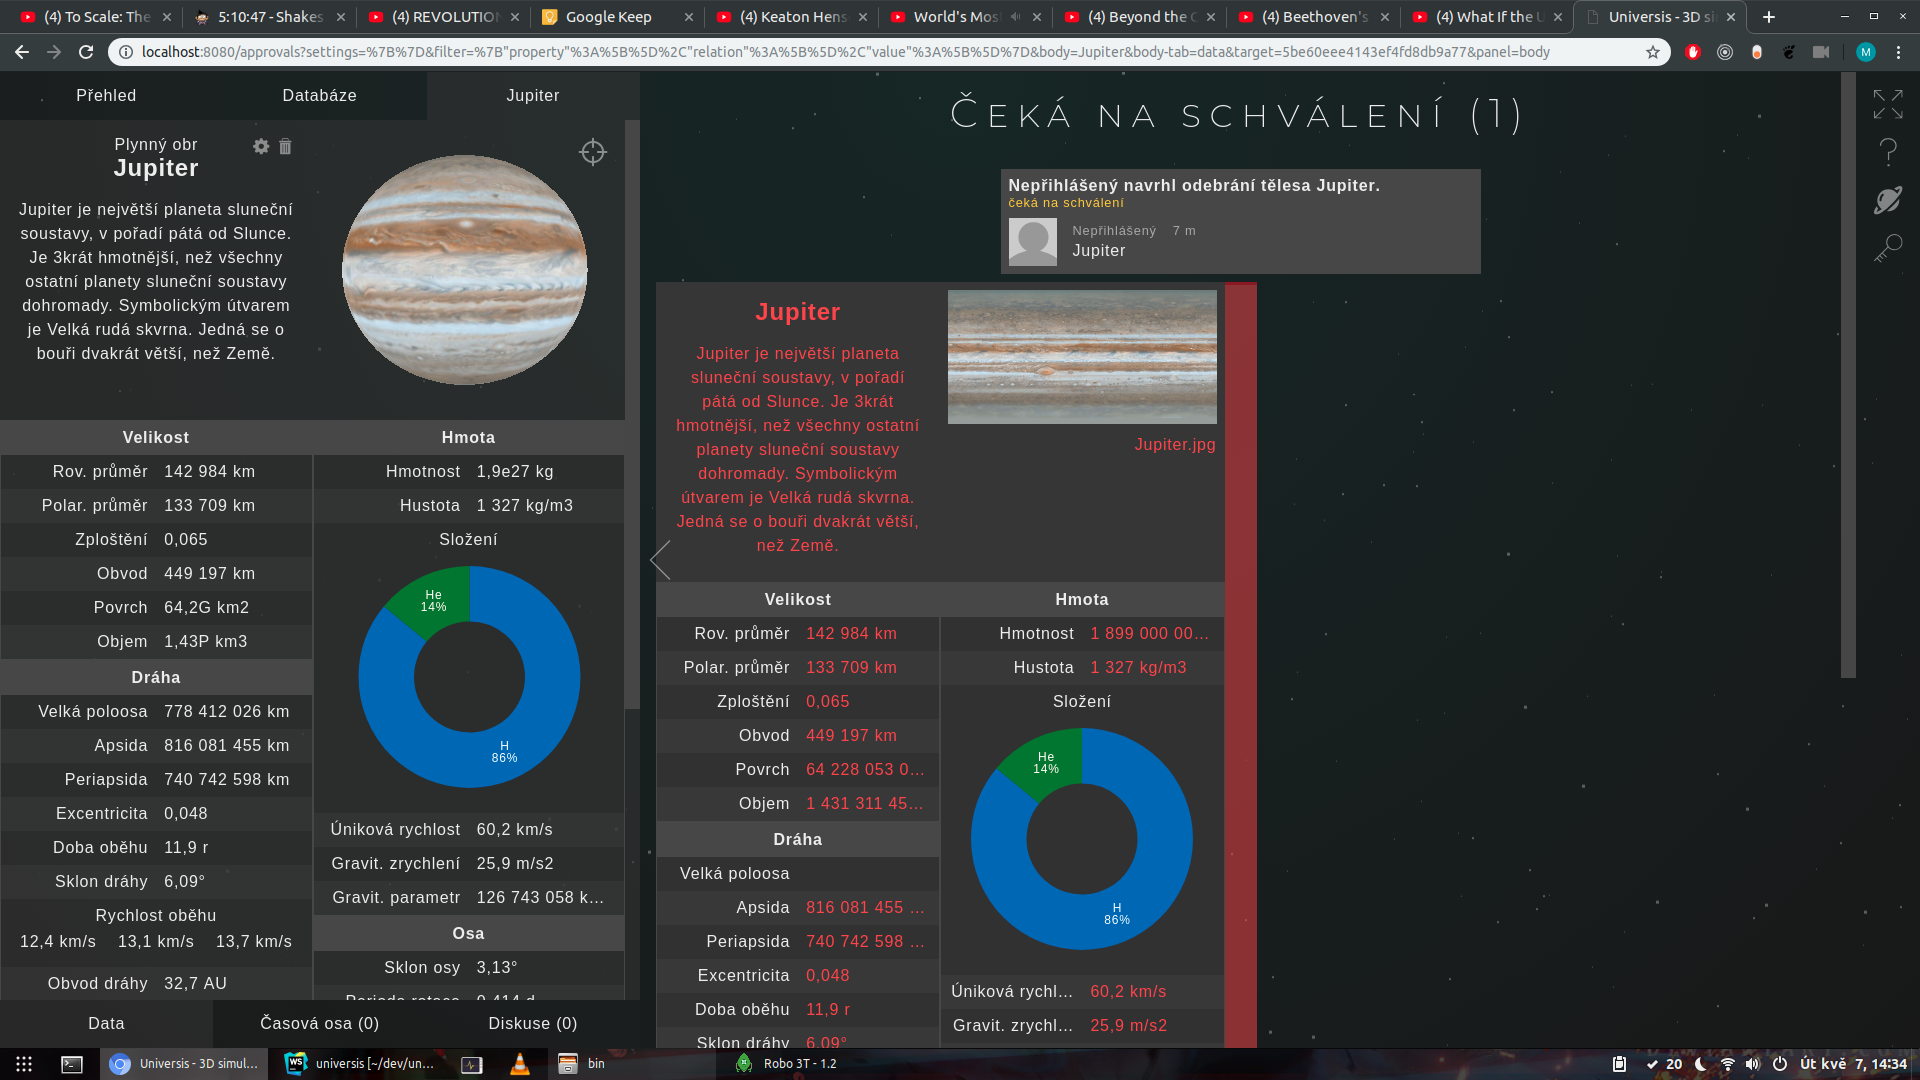 (4) To Scale: The
5:10:47 - Shakes
(4) REVOLUTION
Google Keep
(4) Keaton Hens
World's Mos
(4) Beyond the
(4) Beethoven's
(4) What If the U
Universis - 3D si
localhost:8080/approvals?settings=%7B%7D&filter=%7B"property"%3A%5B%5D%2C"relation"%3A%5B%5D%2C"value"%3A%5B%5D%7D&body=Jupiter&body-tab=data&target=5be60eee4143ef4fd8db9a77&panel=body
M
Přehled
Databáze
Jupiter
Plynný obr
Jupiter
Jupiter je největší planeta sluneční
soustavy, v pořadí pátá od Slunce.
Je 3krát hmotnější, než všechny
ostatní planety sluneční soustavy
dohromady. Symbolickým útvarem
je Velká rudá skvrna. Jedná se o
bouři dvakrát větší, než Země.
Velikost
Rov. průměr 142 984 km
Polar. průměr 133 709 km
Zploštění 0,065
Obvod 449 197 km
Povrch 64,2G km2
Objem 1,43P km3
Dráha
Velká poloosa 778 412 026 km
Apsida 816 081 455 km
Periapsida 740 742 598 km
Excentricita 0,048
Doba oběhu 11,9 r
Sklon dráhy 6,09°
Rychlost oběhu
12,4 km/s 13,1 km/s 13,7 km/s
Obvod dráhy 32,7 AU
Hmota
Hmotnost 1,9e27 kg
Hustota 1 327 kg/m3
Složení
He
14%
H
86%
Úniková rychlost 60,2 km/s
Gravit. zrychlení 25,9 m/s2
Gravit. parametr 126 743 058 k...
Osa
Sklon osy 3,13°
Perioda rotace 0,414 d
Data
Časová osa (0)
Diskuse (0)
Čeká na schválení (1)
Nepřihlášený navrhl odebrání tělesa Jupiter.
čeká na schválení
Nepřihlášený 7 m
Jupiter
Jupiter
Jupiter je největší planeta
sluneční soustavy, v pořadí
pátá od Slunce. Je 3krát
hmotnější, než všechny ostatní
planety sluneční soustavy
dohromady. Symbolickým
útvarem je Velká rudá skvrna.
Jedná se o bouři dvakrát větší,
než Země.
Jupiter.jpg
Velikost
Rov. průměr 142 984 km
Polar. průměr 133 709 km
Zploštění 0,065
Obvod 449 197 km
Povrch 64 228 053 0...
Objem 1 431 311 45...
Dráha
Velká poloosa
Apsida 816 081 455 ...
Periapsida 740 742 598 ...
Excentricita 0,048
Doba oběhu 11,9 r
Sklon dráhy 6,09°
Hmota
Hmotnost 1 899 000 00...
Hustota 1 327 kg/m3
Složení
He
14%
H
86%
Úniková rychl... 60,2 km/s
Gravit. zrychl... 25,9 m/s2
Universis - 3D simul...
WS
universis [~/dev/un...
bin
Robo 3T - 1.2
20
Út kvě 7, 14:34